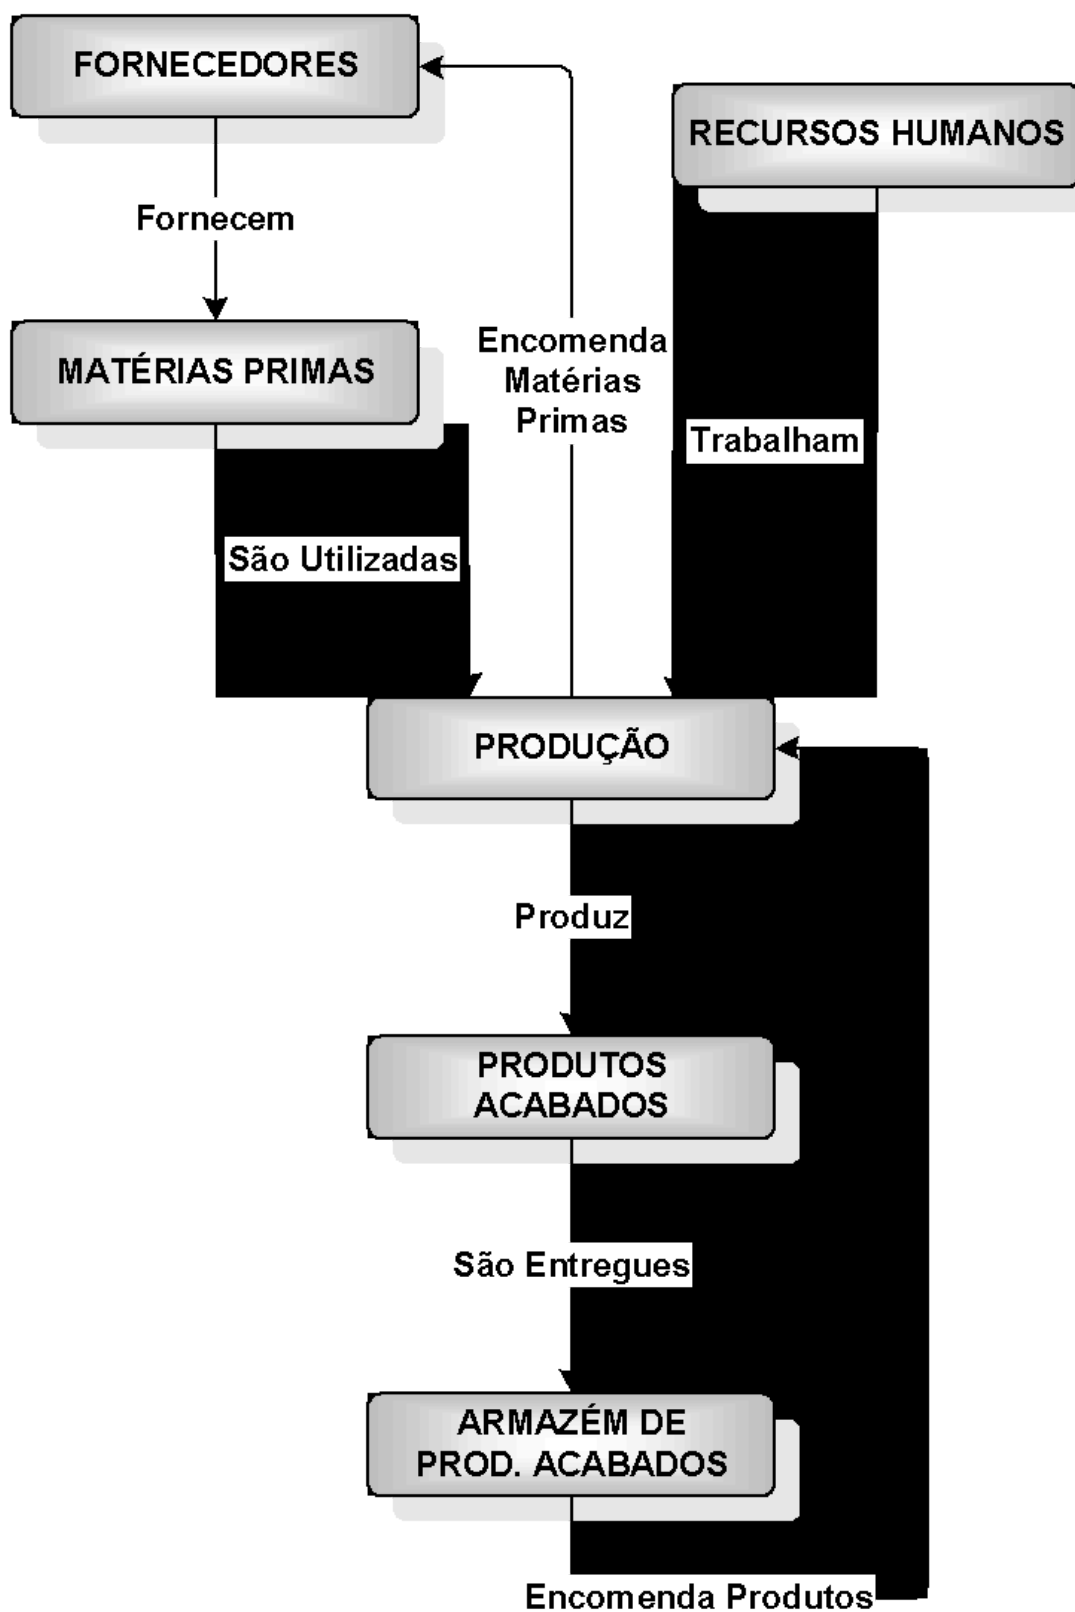 FORNECEDORES
RECURSOS HUMANOS
Fornecem
MATÉRIAS PRIMAS
Encomenda
Matérias
Primas
Trabalham
São Utilizadas
PRODUÇÃO
Produz
PRODUTOS
ACABADOS
São Entregues
ARMAZÉM DE
PROD. ACABADOS
Encomenda Produtos